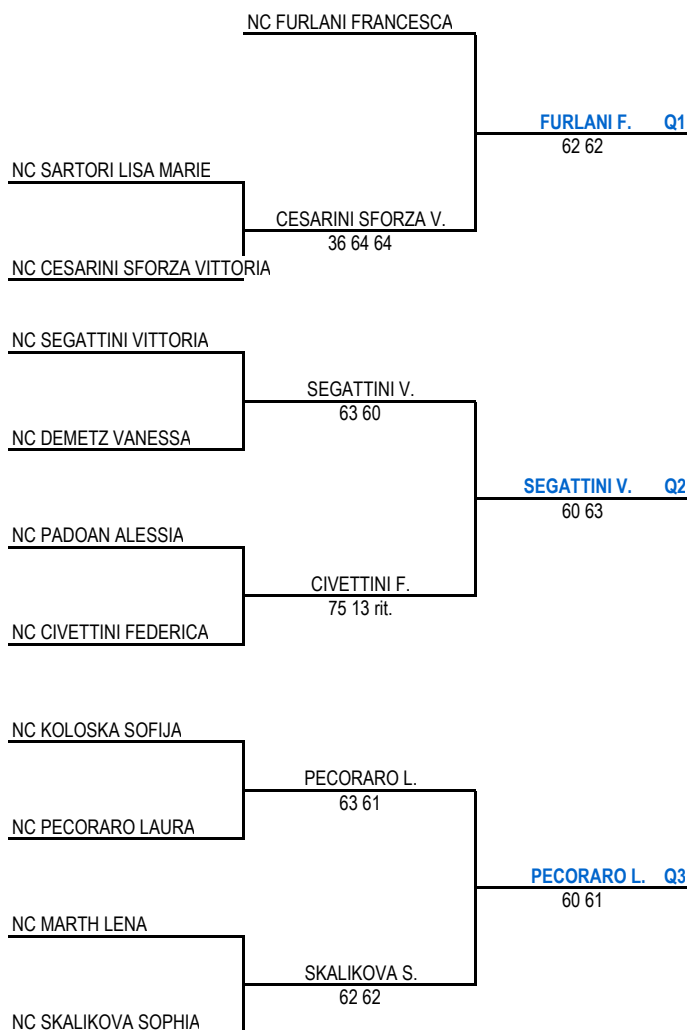 NC FURLANI FRANCESCA
FURLANI F. Q1
62 62
NC SARTORI LISA MARIE
CESARINI SFORZA V.
36 64 64
NC CESARINI SFORZA VITTORIA
NC SEGATTINI VITTORIA
SEGATTINI V.
63 60
NC DEMETZ VANESSA
SEGATTINI V. Q2
60 63
NC PADOAN ALESSIA
CIVETTINI F.
75 13 rit.
NC CIVETTINI FEDERICA
NC KOLOSKA SOFIJA
PECORARO L.
63 61
NC PECORARO LAURA
PECORARO L. Q3
60 61
NC MARTH LENA
SKALIKOVA S.
62 62
NC SKALIKOVA SOPHIA